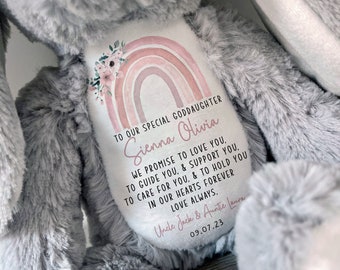 TO OUR SPECIAL GODDAUGHTER
Sienna Olivia
WE PROMISE TO LOVE YOU,
TO GUIDE YOU, & SUPPORT YOU,
TO CARE FOR YOU, & TO HOLD YOU
IN OUR HEARTS FOREVER
LOVE ALWAYS,
Uncle Jack & Auntie Laura
09.07.23